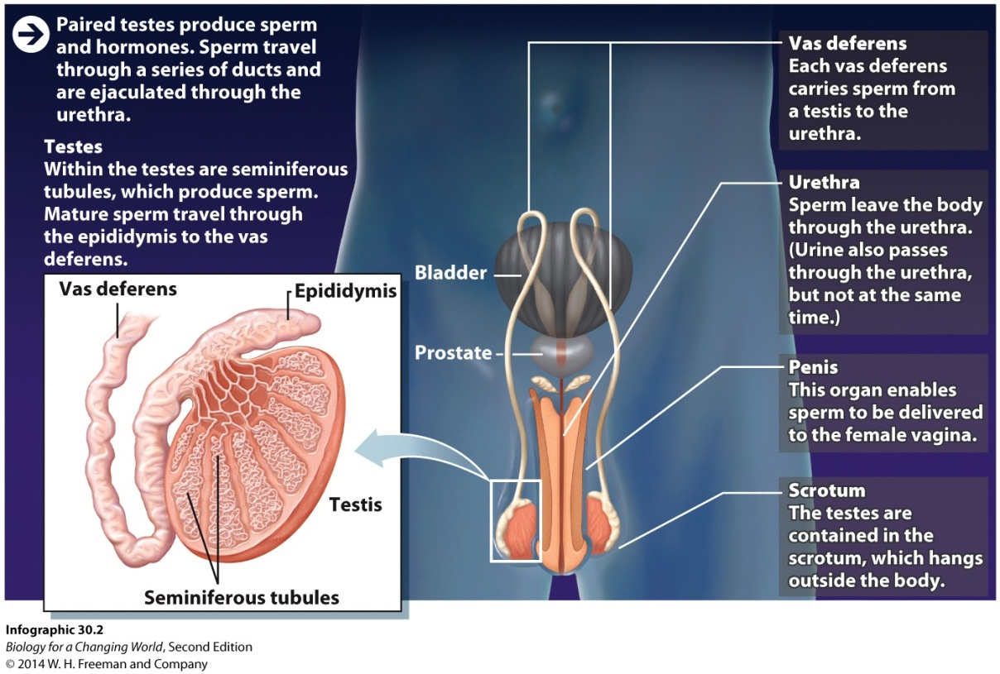 Paired testes produce sperm
and hormones. Sperm travel
through a series of ducts and
are ejaculated through the
urethra.
Testes
Within the testes are seminiferous
tubules, which produce sperm.
Mature sperm travel through
the epididymis to the vas
deferens.
Vas deferens
Epididymis
Testis
Seminiferous tubules
Bladder
Prostate
Vas deferens
Each vas deferens
carries sperm from
a testis to the
urethra.
Urethra
Sperm leave the body
through the urethra.
(Urine also passes
through the urethra,
but not at the same
time.)
Penis
This organ enables
sperm to be delivered
to the female vagina.
Scrotum
The testes are
contained in the
scrotum, which hangs
outside the body.
Infographic 30.2
Biology for a Changing World, Second Edition
© 2014 W. H. Freeman and Company